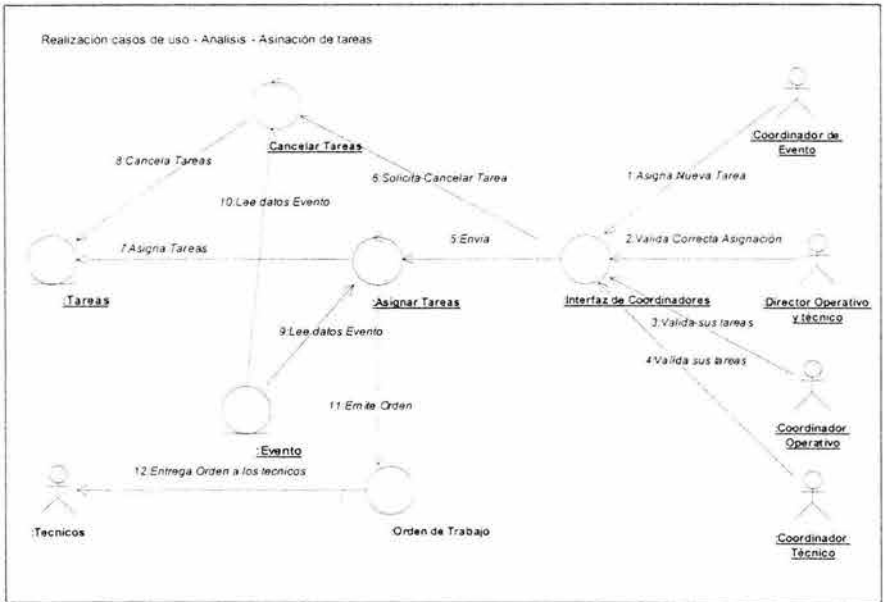 Realización casos de uso - Analisis - Asinación de tareas
:Coordinador de
Evento
:Cancelar Tareas
8:Cancela Tareas
6:Solicita Cancelar Tarea
1:Asigna Nueva Tarea
10:Lee datos Evento
7:Asigna Tareas
5:Envia
2:Valida Correcta Asignación
:Tareas
:Asignar Tareas
Interfaz de Coordinadores
:Director Operativo
y técnico
3:Valida sus tareas
9:Lee datos Evento
4:Valida sus tareas
11:Emite Orden
:Coordinador
Operativo
:Evento
12:Entrega Orden a los tecnicos
:Tecnicos
:Orden de Trabajo
:Coordinador
Técnico